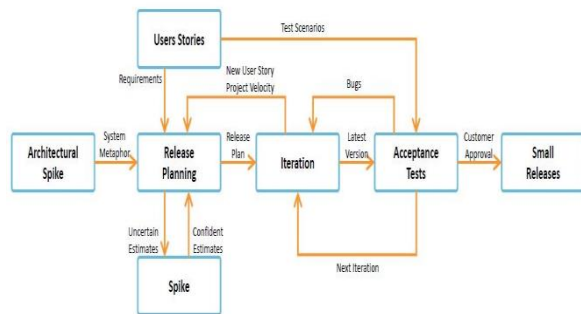 Users Stories
Test Scenarios
Requirements
New User Story
Project Velocity
Bugs
Architectural
Spike
System
Metaphor
Release
Planning
Release
Plan
Iteration
Latest
Version
Acceptance
Tests
Customer
Approval
Small
Releases
Uncertain
Estimates
Confident
Estimates
Next Iteration
Spike